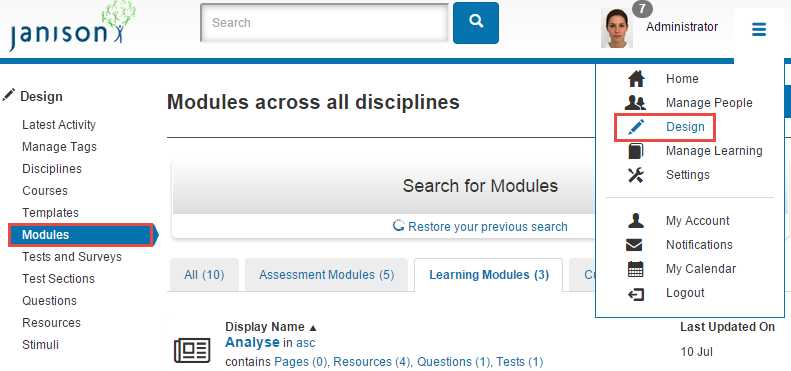 janison
Search
7
Administrator
Design
Latest Activity
Manage Tags
Disciplines
Courses
Templates
Modules
Tests and Surveys
Test Sections
Questions
Resources
Stimuli
Modules across all disciplines
Search for Modules
Restore your previous search
All (10)
Assessment Modules (5)
Learning Modules (3)
Cu
Display Name ▲
Last Updated On
Analyse in asc
10 Jul
contains Pages (0), Resources (4), Questions (1), Tests (1)
Home
Manage People
Design
Manage Learning
Settings
My Account
Notifications
My Calendar
Logout